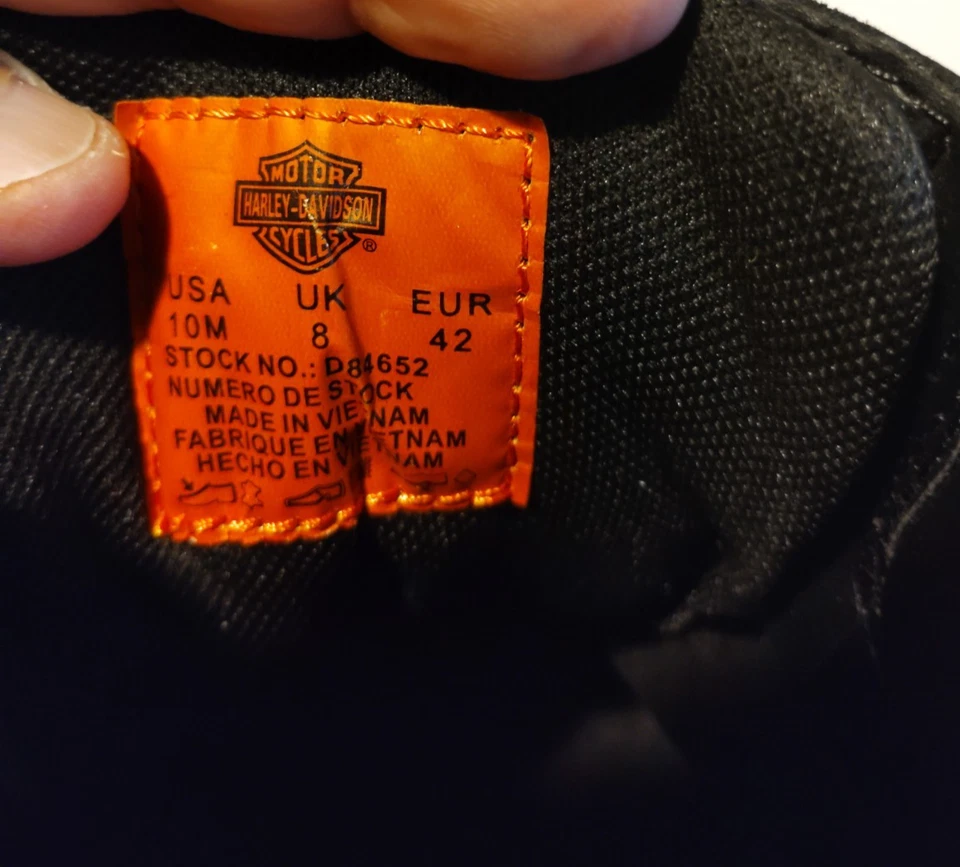 MOTOR
HARLEY-DAVIDSON
CYCLES®
USA UK EUR
10M 8 42
STOCK NO.: D84652
NUMERO DE STOCK
MADE IN VIETNAM
FABRIQUE EN VIETNAM
HECHO EN VIETNAM